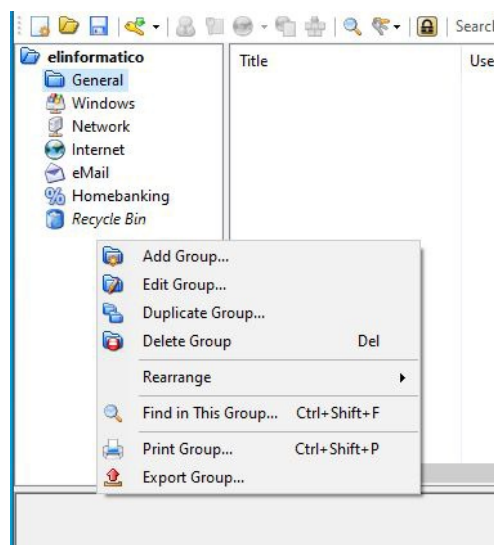 Search
elinformatico
General
Windows
Network
Internet
eMail
Homebanking
Recycle Bin
Title Use
Add Group...
Edit Group...
Duplicate Group...
Delete Group Del
Rearrange
Find in This Group... Ctrl+Shift+F
Print Group... Ctrl+Shift+P
Export Group...